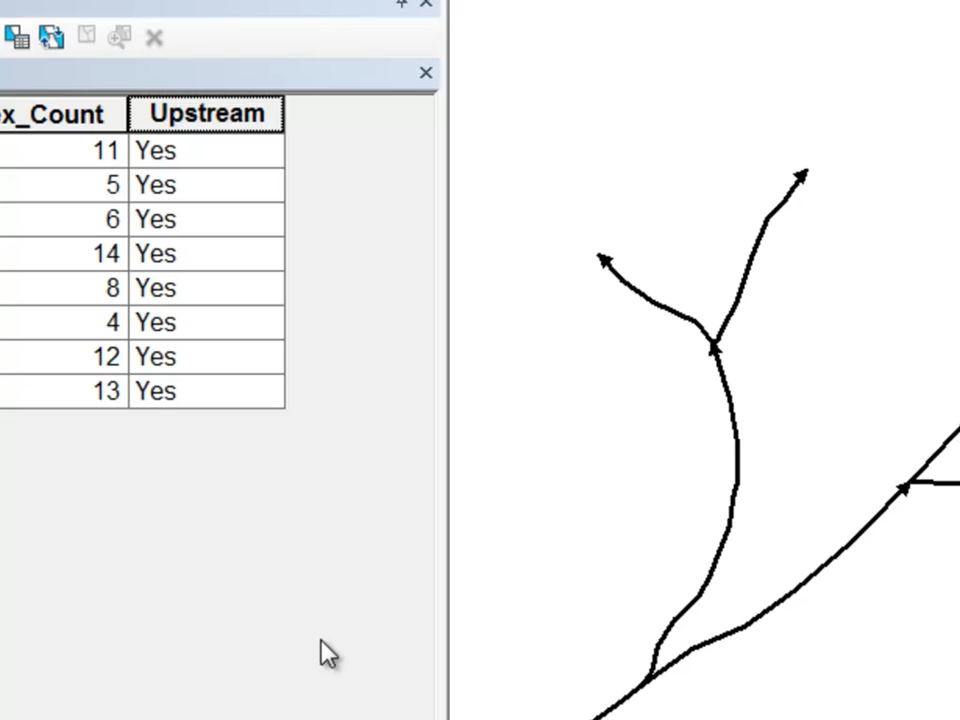 ex_Count Upstream
11 Yes
5 Yes
6 Yes
14 Yes
8 Yes
4 Yes
12 Yes
13 Yes